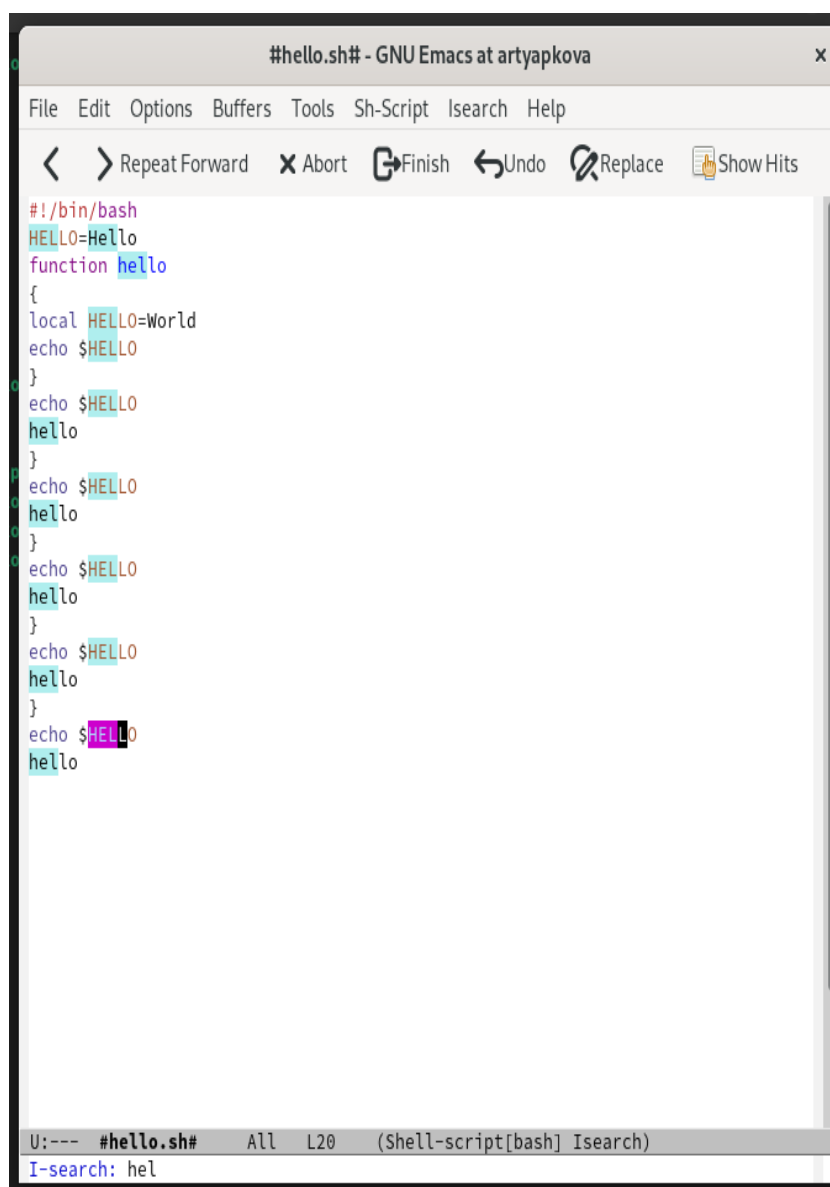 #hello.sh# - GNU Emacs at artyapkova ×
File Edit Options Buffers Tools Sh-Script Isearch Help
Repeat Forward Abort Finish Undo Replace Show Hits
#!/bin/bash
HELLO=Hello
function hello
{
local HELLO=World
echo $HELLO
}
echo $HELLO
hello
}
echo $HELLO
hello
}
echo $HELLO
hello
}
echo $HELLO
hello
}
echo $HELLO
hello
U:--- #hello.sh# All L20 (Shell-script[bash] Isearch)
I-search: hel